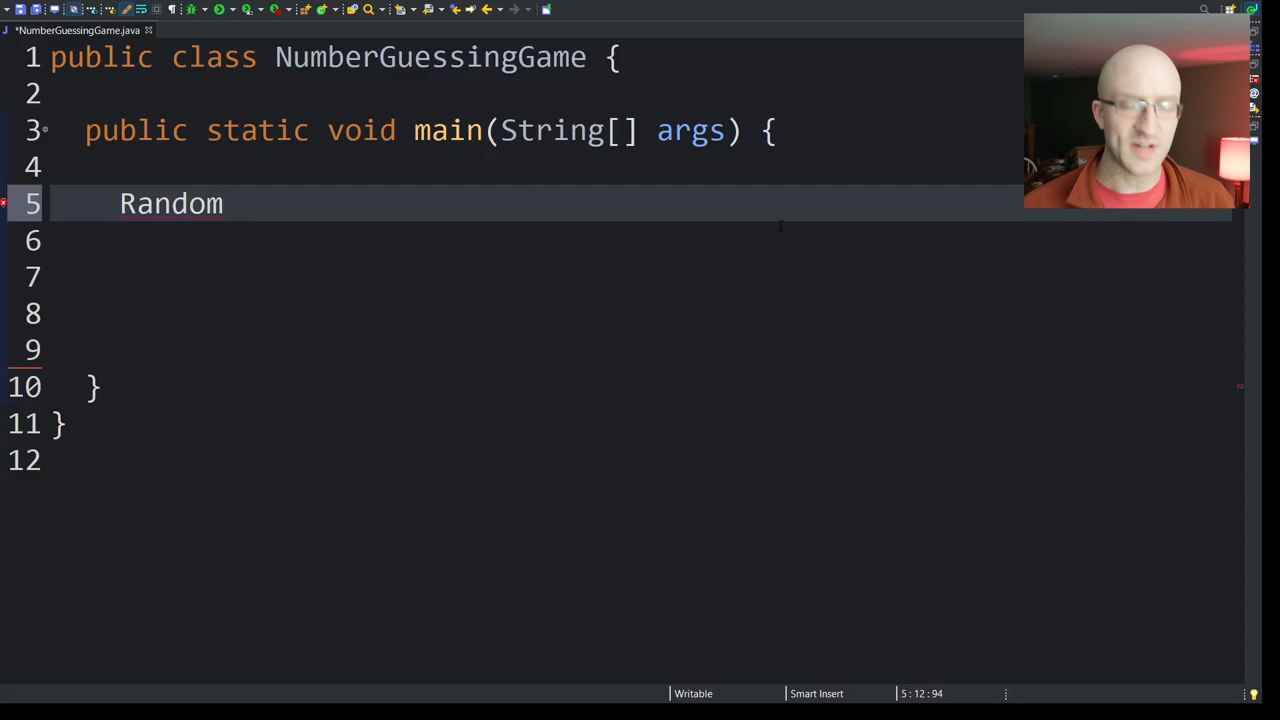 *NumberGuessingGame.java
1 public class NumberGuessingGame {
2
3 public static void main(String[] args) {
4
5 Random
6
7
8
9
10 }
11 }
12
Writable Smart Insert 5 : 12 : 94